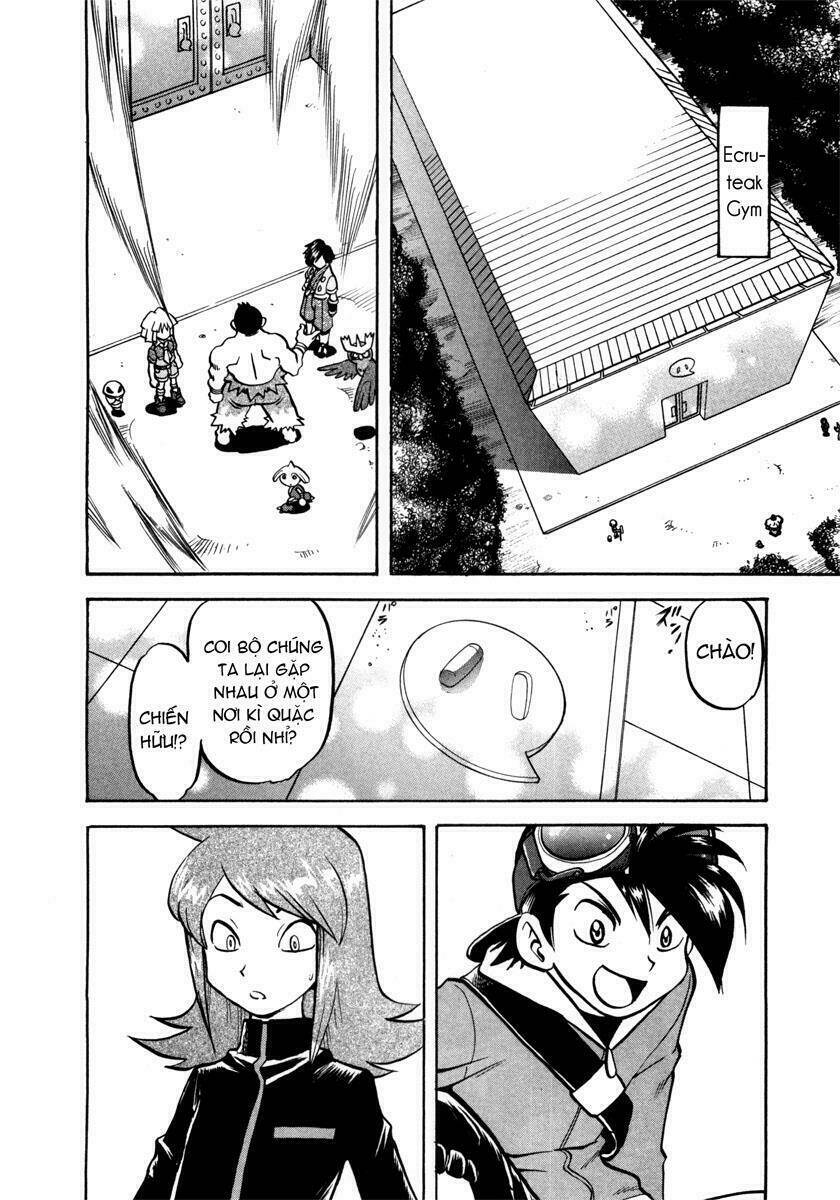 Ecru-
teak
Gym
CHÀO!
COI BỘ CHÚNG
TA LẠI GẶP
NHAU Ở MỘT
NƠI KÌ QUẶC
RỒI NHỈ?
CHIẾN
HỮU!?